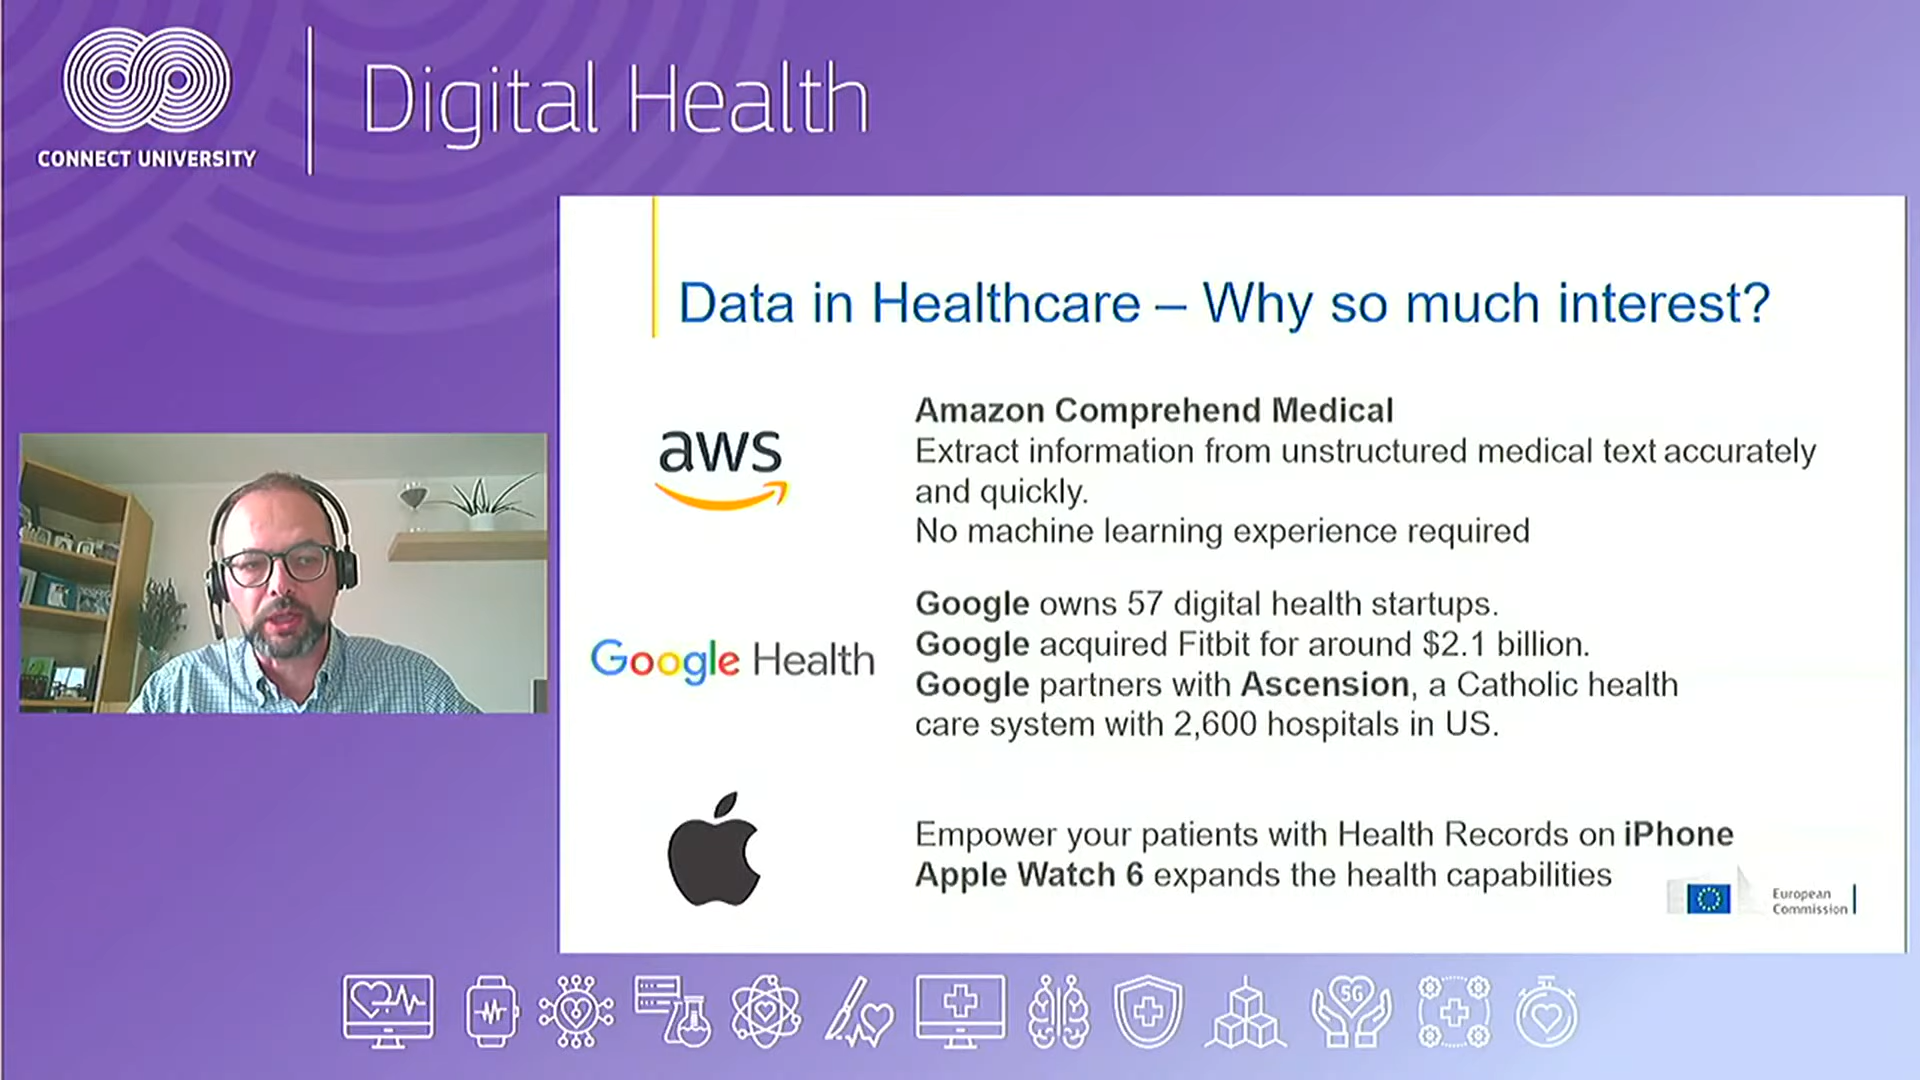 CONNECT UNIVERSITY
Digital Health
Data in Healthcare – Why so much interest?
aws
Amazon Comprehend Medical
Extract information from unstructured medical text accurately
and quickly.
No machine learning experience required
Google Health
Google owns 57 digital health startups.
Google acquired Fitbit for around $2.1 billion.
Google partners with Ascension, a Catholic health
care system with 2,600 hospitals in US.
Empower your patients with Health Records on iPhone
Apple Watch 6 expands the health capabilities
European
Commission
5G